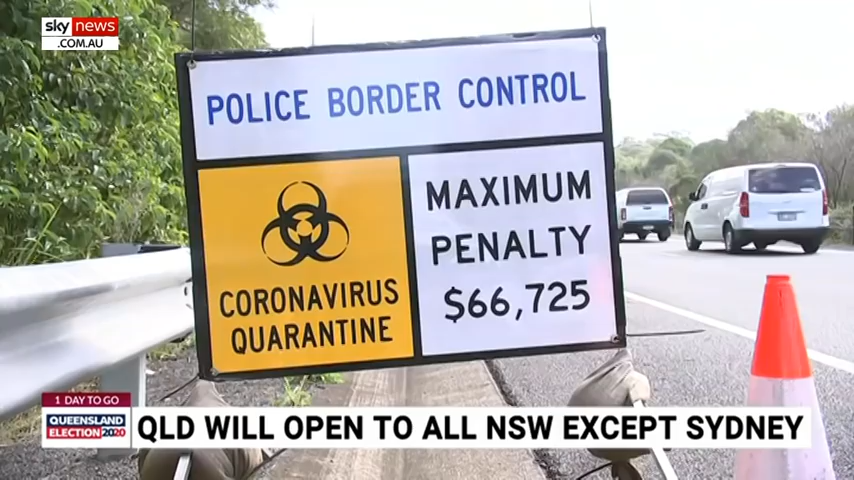 sky news
.COM.AU
POLICE BORDER CONTROL
CORONAVIRUS
QUARANTINE
MAXIMUM
PENALTY
$66,725
1 DAY TO GO
QUEENSLAND
ELECTION 2020
QLD WILL OPEN TO ALL NSW EXCEPT SYDNEY